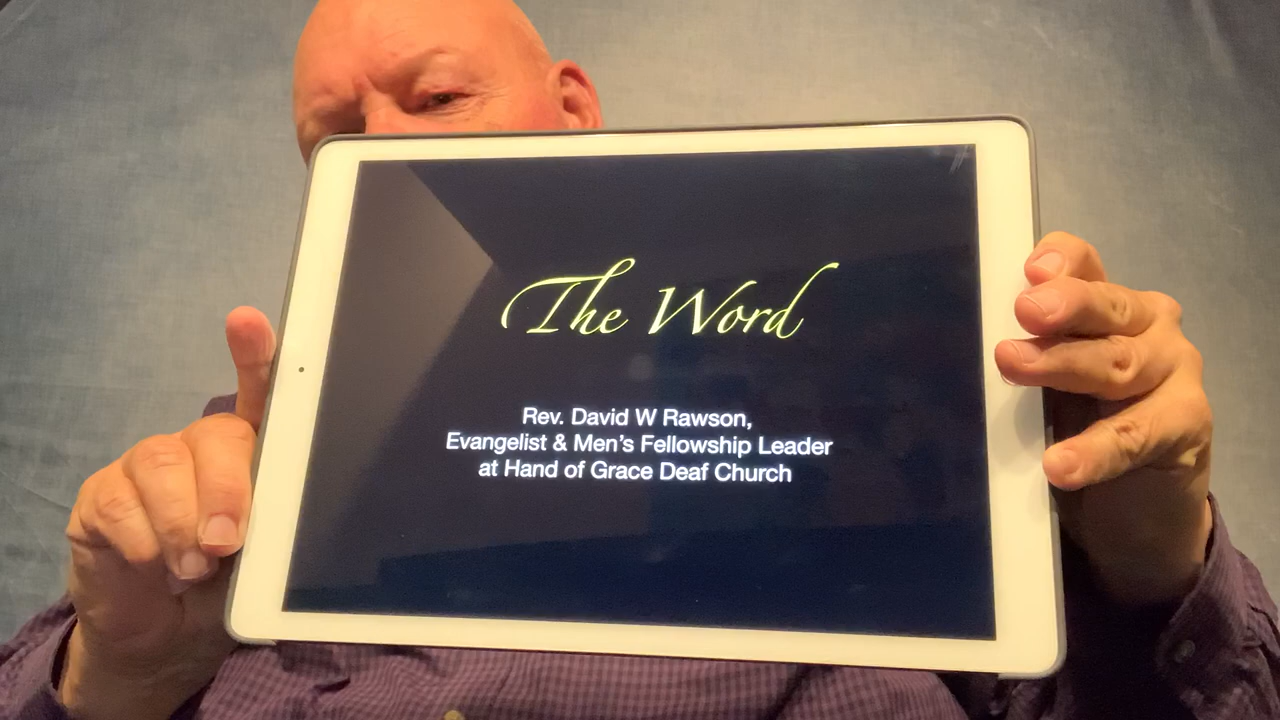 The Word
Rev. David W Rawson,
Evangelist & Men's Fellowship Leader
at Hand of Grace Deaf Church